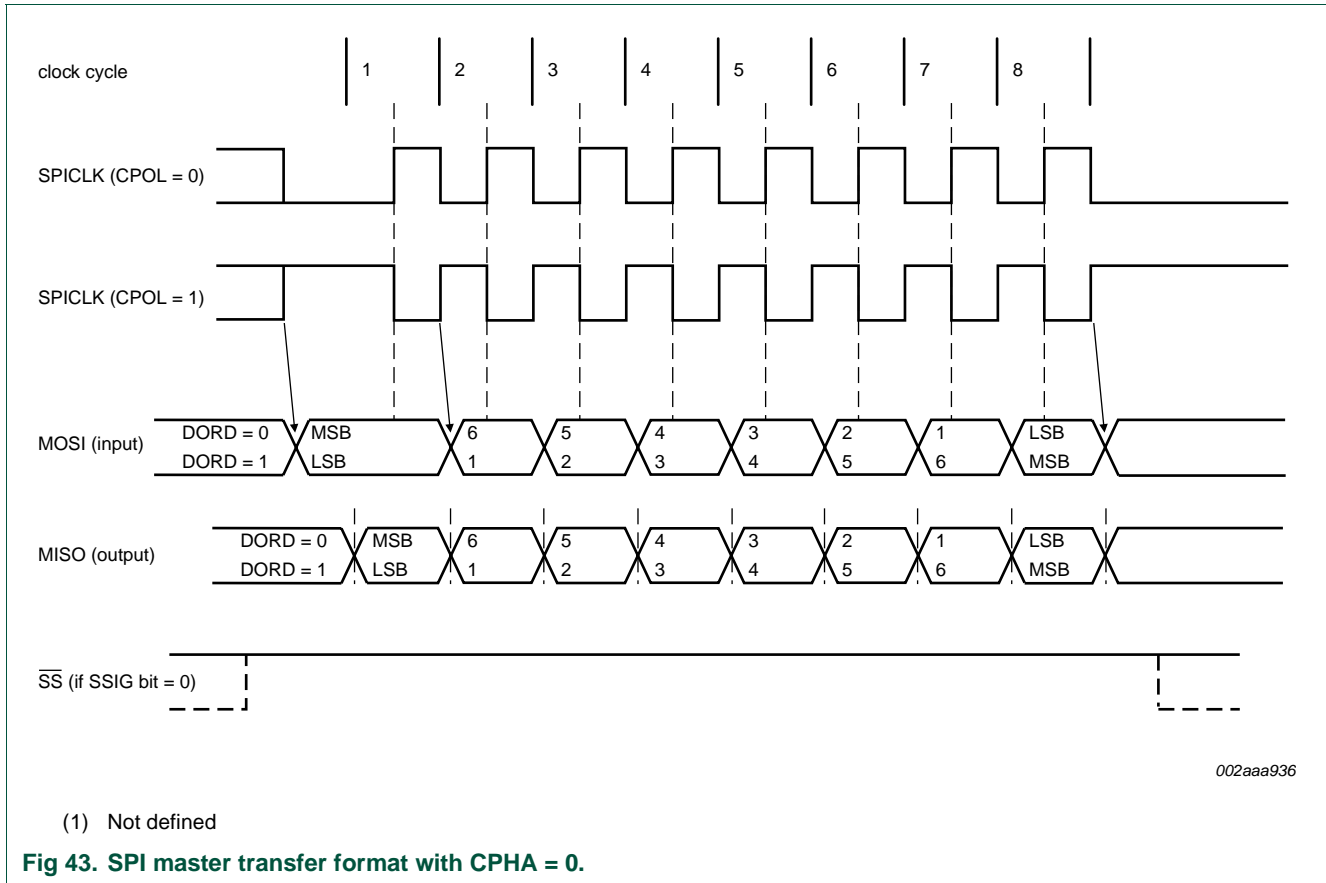 clock cycle 1 2 3 4 5 6 7 8
SPICLK (CPOL = 0)
SPICLK (CPOL = 1)
MOSI (input)
DORD = 0 MSB 6 5 4 3 2 1 LSB
DORD = 1 LSB 1 2 3 4 5 6 MSB
MISO (output)
DORD = 0 MSB 6 5 4 3 2 1 LSB
DORD = 1 LSB 1 2 3 4 5 6 MSB
SS (if SSIG bit = 0)
002aaa936
(1) Not defined
Fig 43. SPI master transfer format with CPHA = 0.